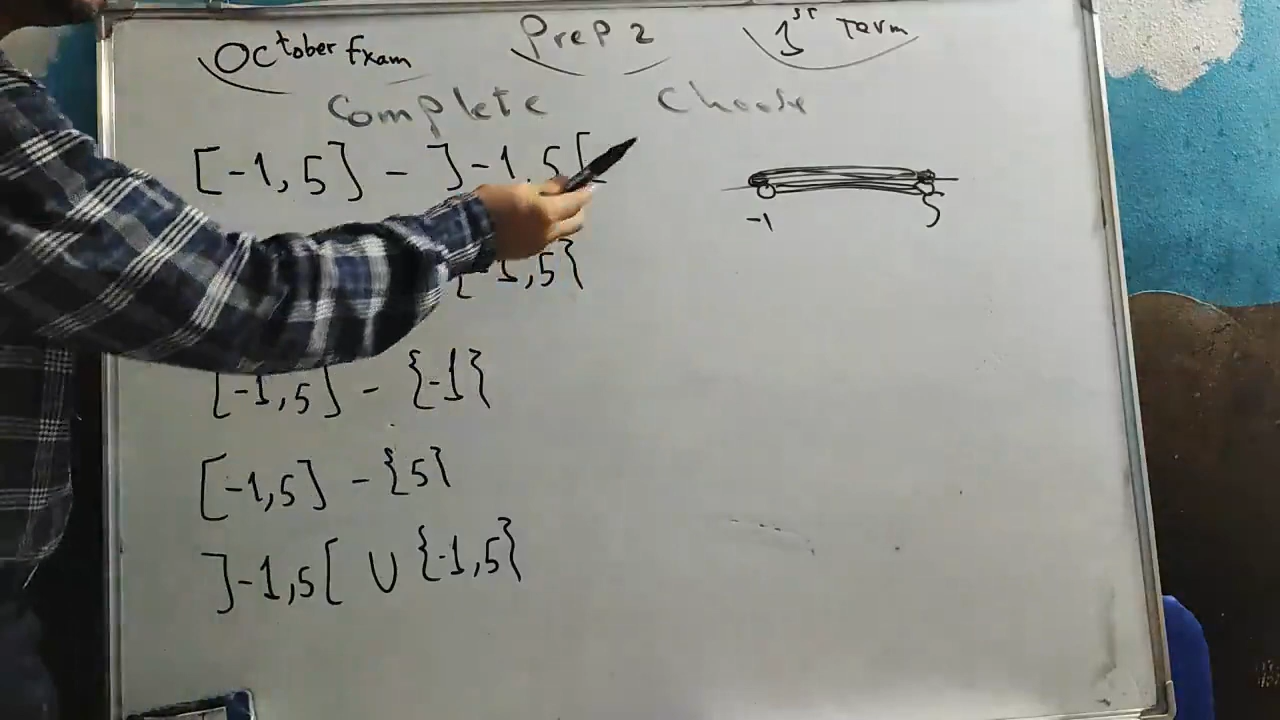 October Exam Prep 2 1st Term
Complete Choose
[-1,5] - ]-1,5[
-1 5
-1,5}
[-1,5] - {-1}
[-1,5] - {5}
]-1,5[ ∪ {-1,5}